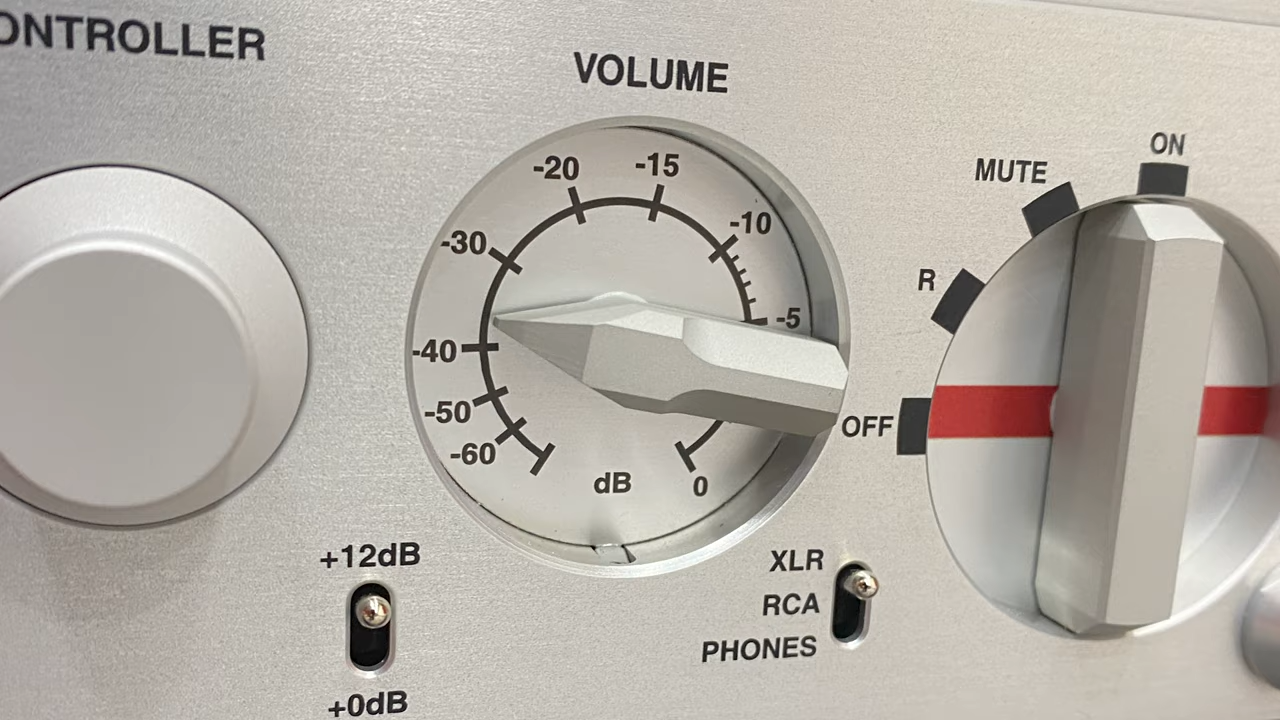 ONTROLLER
VOLUME
-20
-15
-30
-10
-40
-5
-50
-60
dB
0
ON
MUTE
R
OFF
+12dB
+0dB
XLR
RCA
PHONES